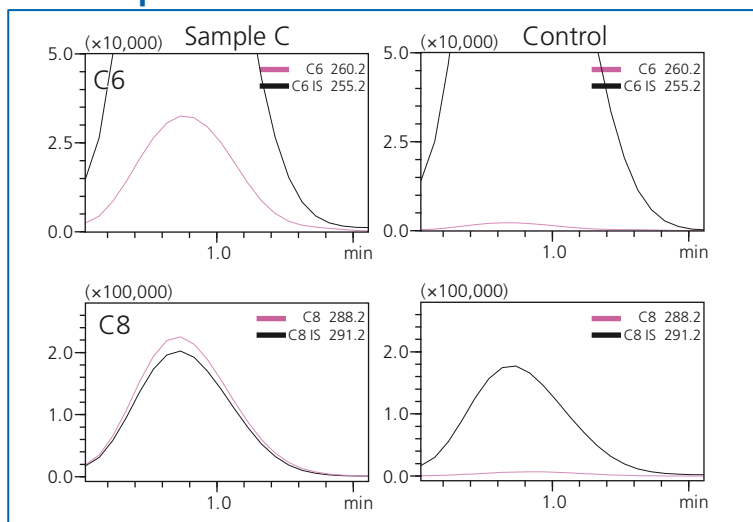 Sample C
Control
(×10,000)
C6
C6 260.2
C6 IS 255.2
5.0
2.5
0.0
1.0
min
(×10,000)
C6 260.2
C6 IS 255.2
5.0
2.5
0.0
1.0
min
(×100,000)
C8
C8 288.2
C8 IS 291.2
2.0
1.0
0.0
1.0
min
(×100,000)
C8 288.2
C8 IS 291.2
2.0
1.0
0.0
1.0
min